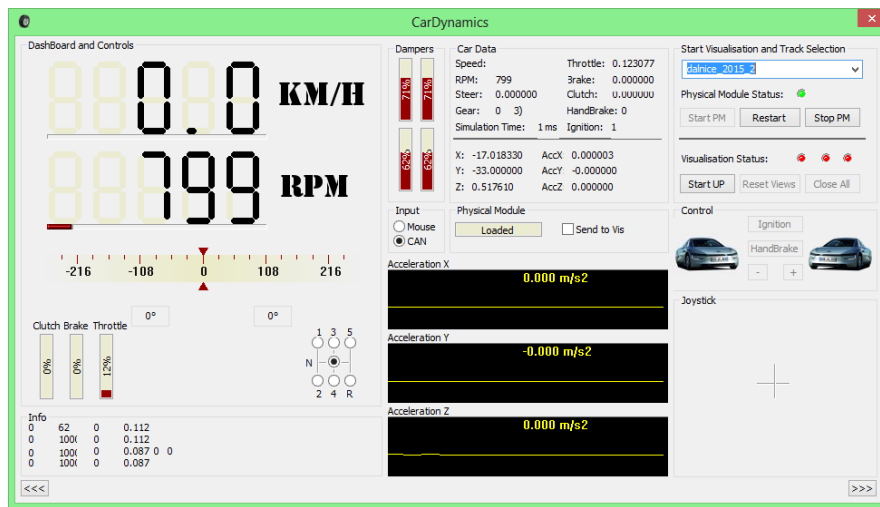 CarDynamics
DashBoard and Controls
0.0 KM/H
799 RPM
-216 -108 0 108 216
0° 0°
Clutch Brake Throttle
0% 0% 12%
1 3 5
N
2 4 R
Info
0 62 0 0.112
0 1000 0 0.112
0 1000 0 0.087 0 0
0 1000 0 0.087
<<<
Dampers
71% 71%
62% 62%
Car Data
Speed: Throttle: 0.123077
RPM: 799 Brake: 0.000000
Steer: 0.000000 Clutch: 0.000000
Gear: 0 3) HandBrake: 0
Simulation Time: 1 ms Ignition: 1
X: -17.018330 AccX 0.000003
Y: -33.000000 AccY -0.000000
Z: 0.517610 AccZ 0.000000
Input
Mouse
CAN
Physical Module
Loaded Send to Vis
Acceleration X
0.000 m/s2
Acceleration Y
-0.000 m/s2
Acceleration Z
0.000 m/s2
Start Visualisation and Track Selection
dalnice_2015_2
Physical Module Status:
Start PM Restart Stop PM
Visualisation Status:
Start UP Reset Views Close All
Control
Ignition
HandBrake
- +
Joystick
>>>